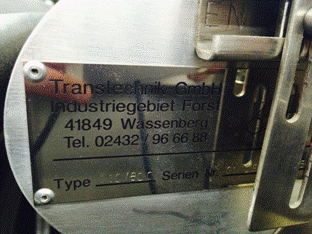 Transtechnik GmbH
Industriegebiet Forst
41849 Wassenberg
Tel. 02432 / 96 66 88
Type Serien Nr.